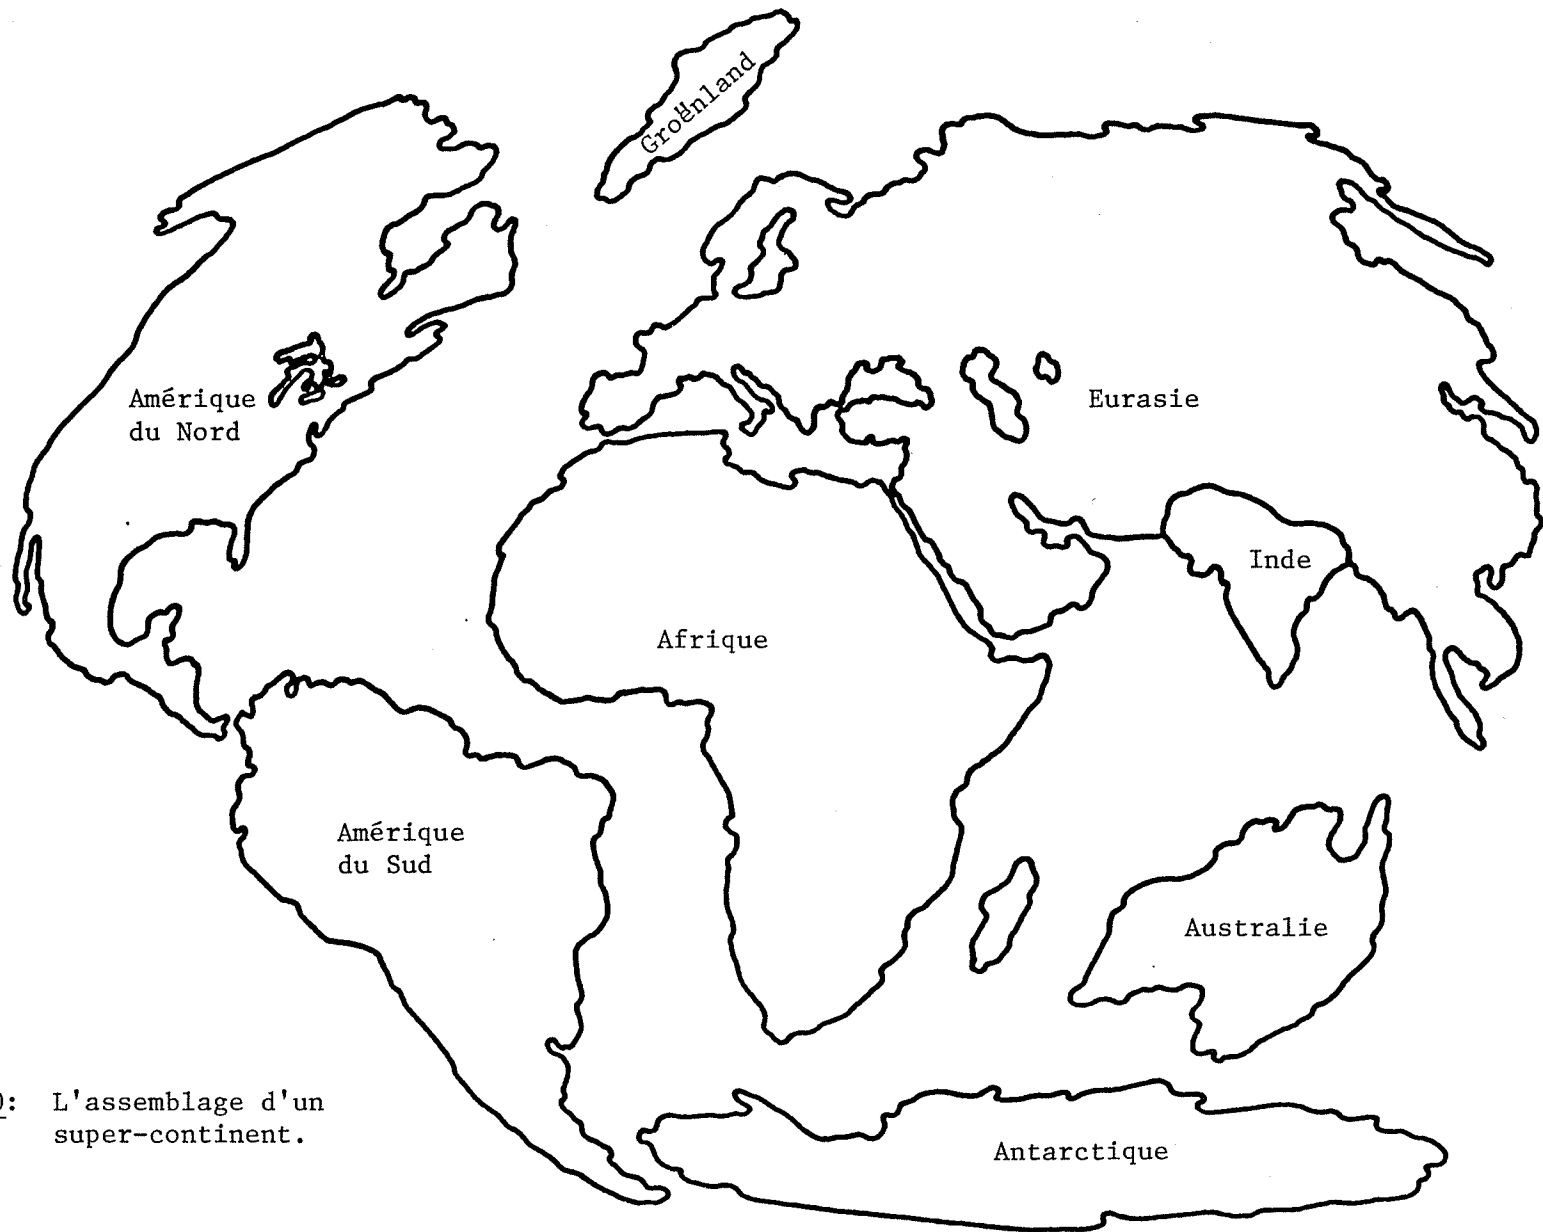 Groënland
Amérique
du Nord
Eurasie
Inde
Afrique
Amérique
du Sud
Australie
L'assemblage d'un
super-continent.
Antarctique